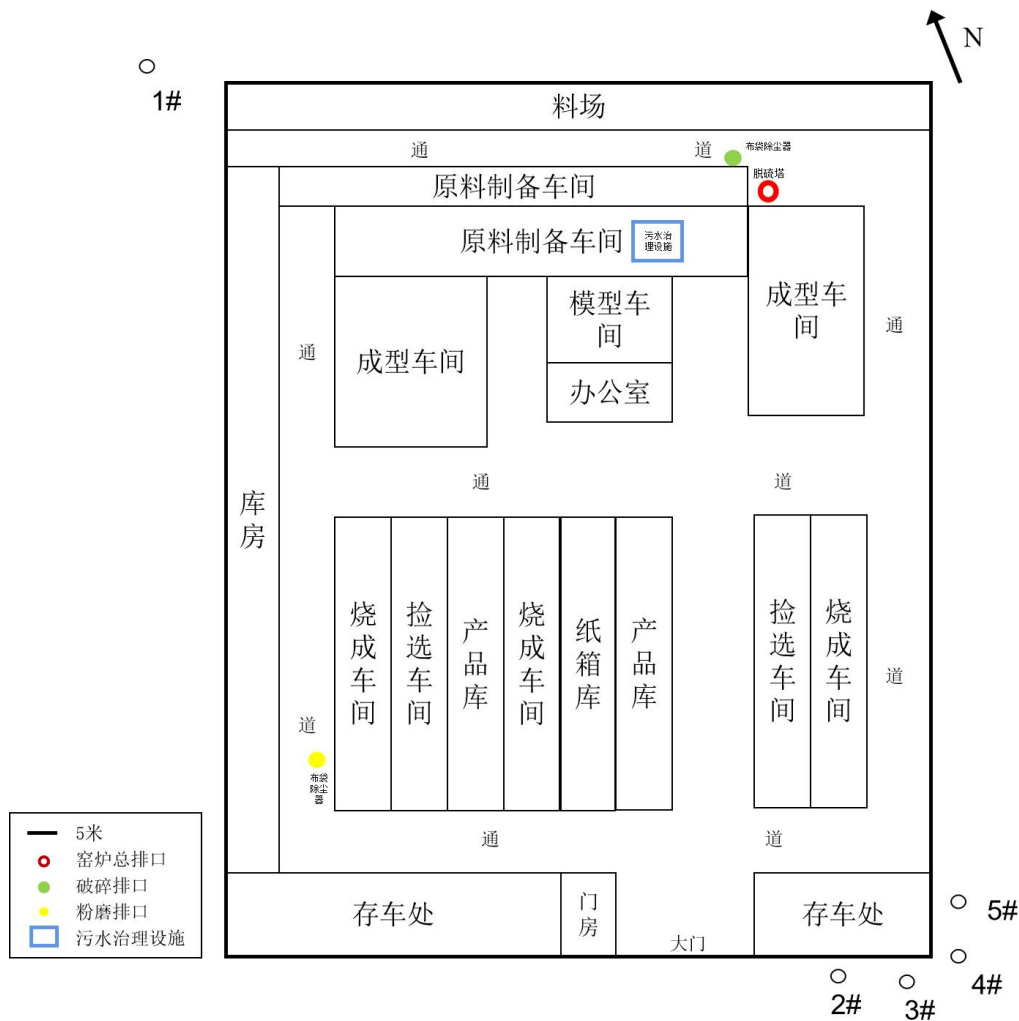 N
1#
料场
通
道
布袋除尘器
脱硫塔
原料制备车间
原料制备车间
污水治
理设施
成型车
间
模型车
间
通
通
成型车间
办公室
通
道
库
房
烧成车间
捡选车间
产品库
烧成车间
纸箱库
产品库
捡选车间
烧成车间
道
道
布袋
除尘
器
通
道
5米
窑炉总排口
破碎排口
粉磨排口
污水治理设施
存车处
门
房
大门
存车处
5#
4#
2#
3#